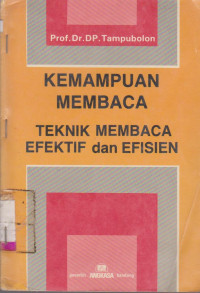 Prof.Dr.DP.Tampubolon
KEMAMPUAN
MEMBACA
TEKNIK MEMBACA
EFEKTIF dan EFISIEN
penerbit ANGKASA bandung